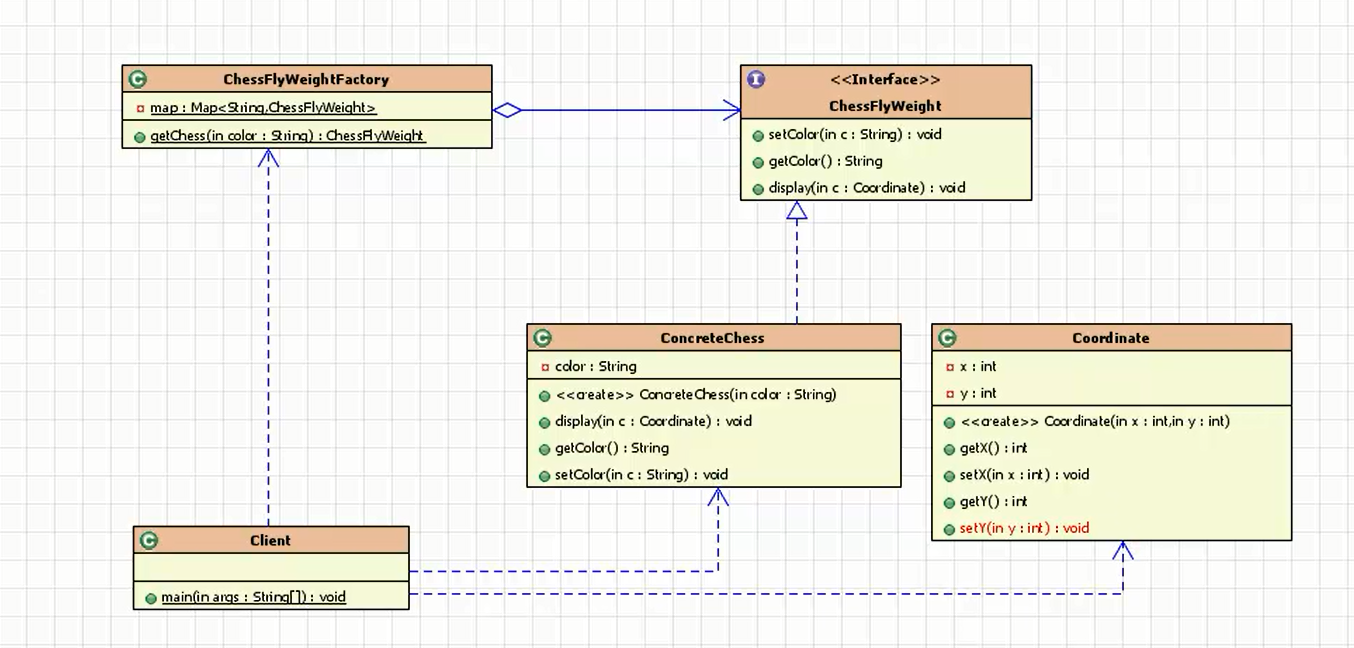 ChessFlyWeightFactory
map : Map<String,ChessFlyWeight>
getChess(in color : String) : ChessFlyWeight
I
<<Interface>>
ChessFlyWeight
setColor(in c : String) : void
getColor() : String
display(in c : Coordinate) : void
C
ConcreteChess
color : String
<<create>> ConcreteChess(in color : String)
display(in c : Coordinate) : void
getColor() : String
setColor(in c : String) : void
C
Coordinate
x : int
y : int
<<create>> Coordinate(in x : int,in y : int)
getX() : int
setX(in x : int) : void
getY() : int
setY(in y : int) : void
C
Client
main(in args : String[]) : void
C